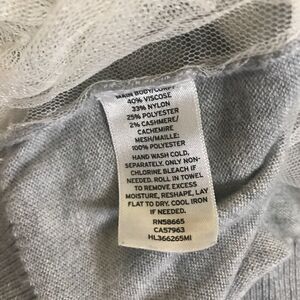 MAIN BODY/CORPS
40% VISCOSE
33% NYLON
25% POLYESTER
2% CASHMERE/
CACHEMIRE
MESH/MAILLE:
100% POLYESTER
HAND WASH COLD,
SEPARATELY. ONLY NON-
CHLORINE BLEACH IF
NEEDED. ROLL IN TOWEL
TO REMOVE EXCESS
MOISTURE, RESHAPE, LAY
FLAT TO DRY. COOL IRON
IF NEEDED.
RN58665
CA57963
HL366265MI